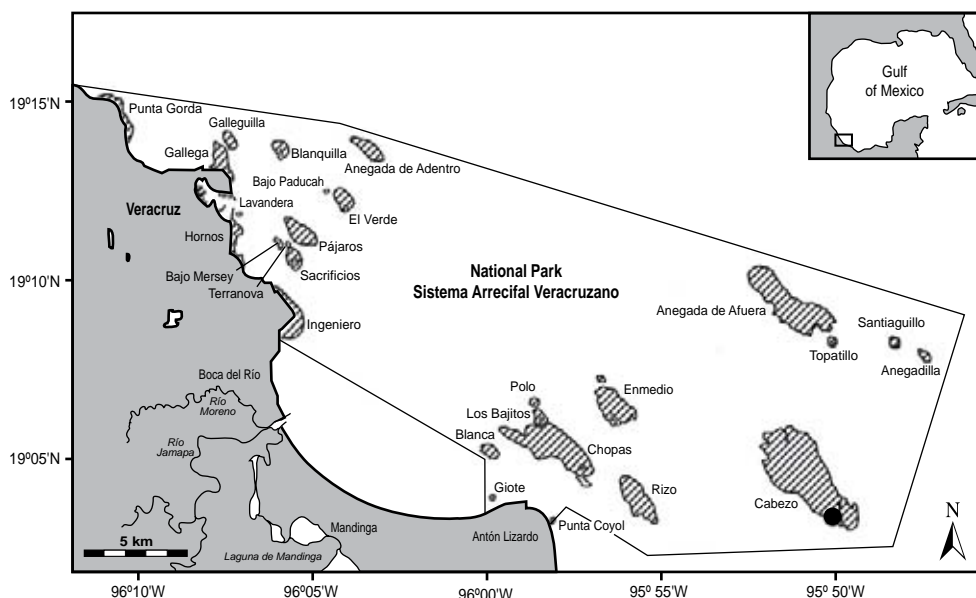 Gulf
of Mexico
19º15'
19º10'
19º05'
Punta Gorda
Galleguilla
Gallega
Blanquilla
Anegada de Adentro
Bajo Paducah
Lavandera
El Verde
Veracruz
Hornos
Pájaros
Bajo Mersey
Sacrificios
Terranova
Ingeniero
National Park
Sistema Arrecifal Veracruzano
Anegada de Afuera
Santiaguillo
Topatillo
Anegadilla
Boca del Río
Río
Moreno
Río
Jamapa
Polo
Enmedio
Los Bajitos
Blanca
Chopas
Giote
Rizo
Cabezo
Punta Coyol
Antón Lizardo
Mandinga
Laguna de Mandinga
5 km
N
96º10'
96º05'
96º00'
95º 55'
95º 50'